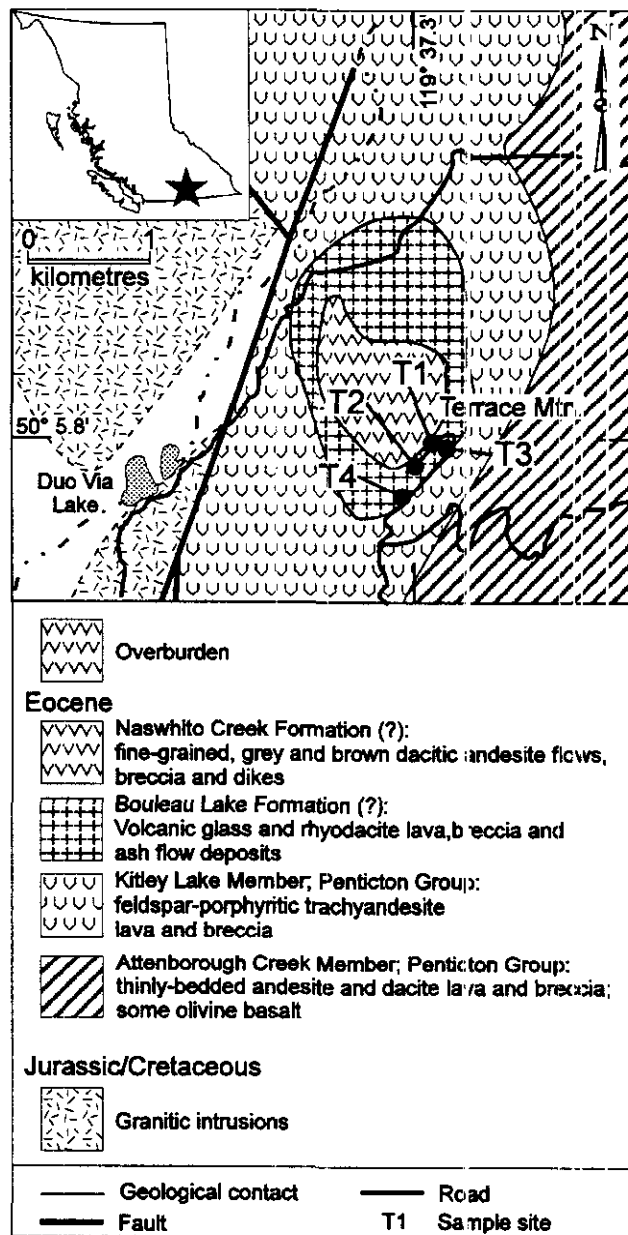 119° 37.3'
N
0 1
kilometres
T1
T2
Terrace Mtn.
50° 5.8'
T3
Duo Via
Lake
T4
Overburden
Eocene
Naswhito Creek Formation (?):
fine-grained, grey and brown dacitic andesite flows,
breccia and dikes
Bouleau Lake Formation (?):
Volcanic glass and rhyodacite lava,breccia and
ash flow deposits
Kitley Lake Member; Penticton Group:
feldspar-porphyritic trachyandesite
lava and breccia
Attenborough Creek Member; Penticton Group:
thinly-bedded andesite and dacite lava and breccia;
some olivine basalt
Jurassic/Cretaceous
Granitic intrusions
Geological contact
Road
Fault
T1 Sample site